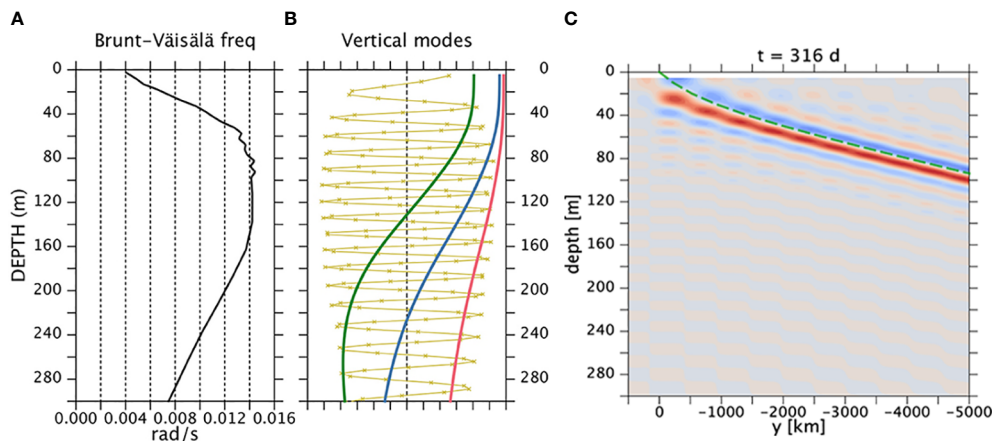 A
B
C
Brunt–Väisälä freq
Vertical modes
t = 316 d
DEPTH (m)
0
40
80
120
160
200
240
280
0.000 0.004 0.008 0.012 0.016
rad/s
0
40
80
120
160
200
240
280
depth [m]
0
40
80
120
160
200
240
280
0 -1000 -2000 -3000 -4000 -5000
y [km]